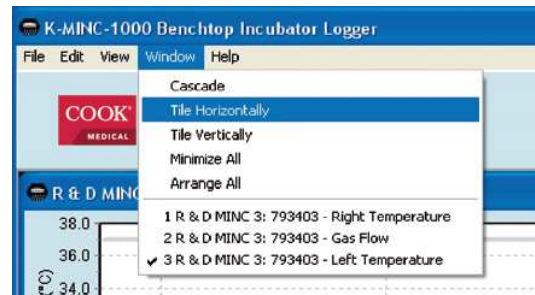 K-MINC-1000 Benchtop Incubator Logger
File Edit View Window Help
Cascade
COOK®
MEDICAL
Tile Horizontally
Tile Vertically
Minimize All
Arrange All
R & D MINC
1 R & D MINC 3: 793403 - Right Temperature
2 R & D MINC 3: 793403 - Gas Flow
3 R & D MINC 3: 793403 - Left Temperature
38.0
36.0
34.0
(°C)